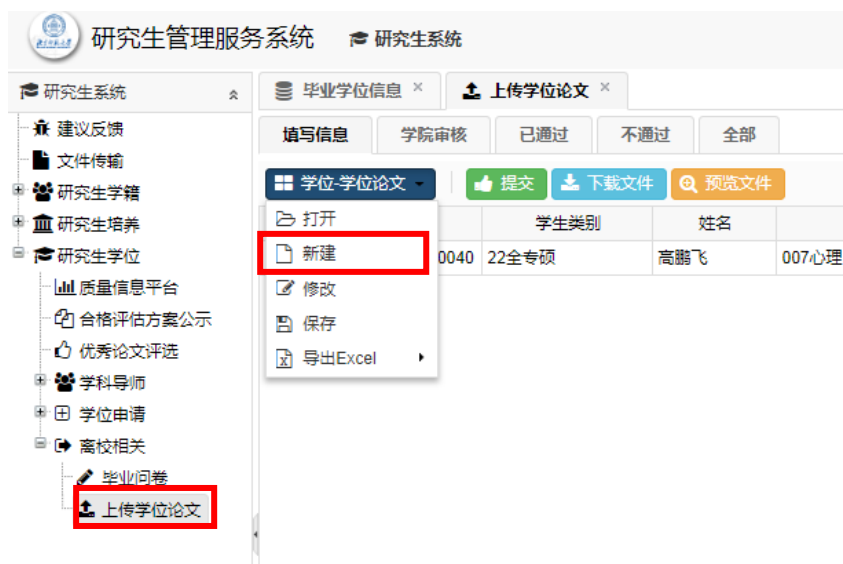 研究生管理服务系统 研究生系统
研究生系统
毕业学位信息 × 上传学位论文 ×
建议反馈
填写信息 学院审核 已通过 不通过 全部
文件传输
学位-学位论文 提交 下载文件 预览文件
研究生学籍
打开 学生类别 姓名
研究生培养
新建 0040 22全专硕 高鹏飞 007心理
研究生学位
修改
质量信息平台
保存
合格评估方案公示
导出Excel
优秀论文评选
学科导师
学位申请
离校相关
毕业问卷
上传学位论文